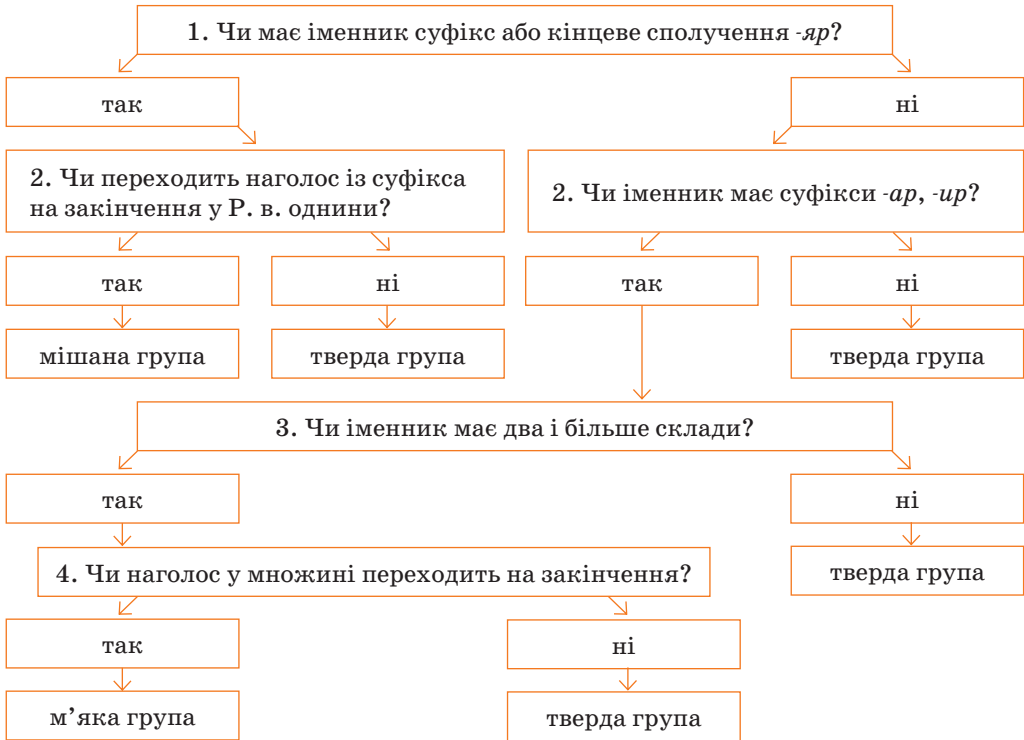 1. Чи має іменник суфікс або кінцеве сполучення -яр?
так
ні
2. Чи переходить наголос із суфікса
на закінчення у Р. в. однини?
2. Чи іменник має суфікси -ар, -ир?
так
ні
так
ні
мішана група
тверда група
тверда група
3. Чи іменник має два і більше склади?
так
ні
4. Чи наголос у множині переходить на закінчення?
тверда група
так
ні
м’яка група
тверда група